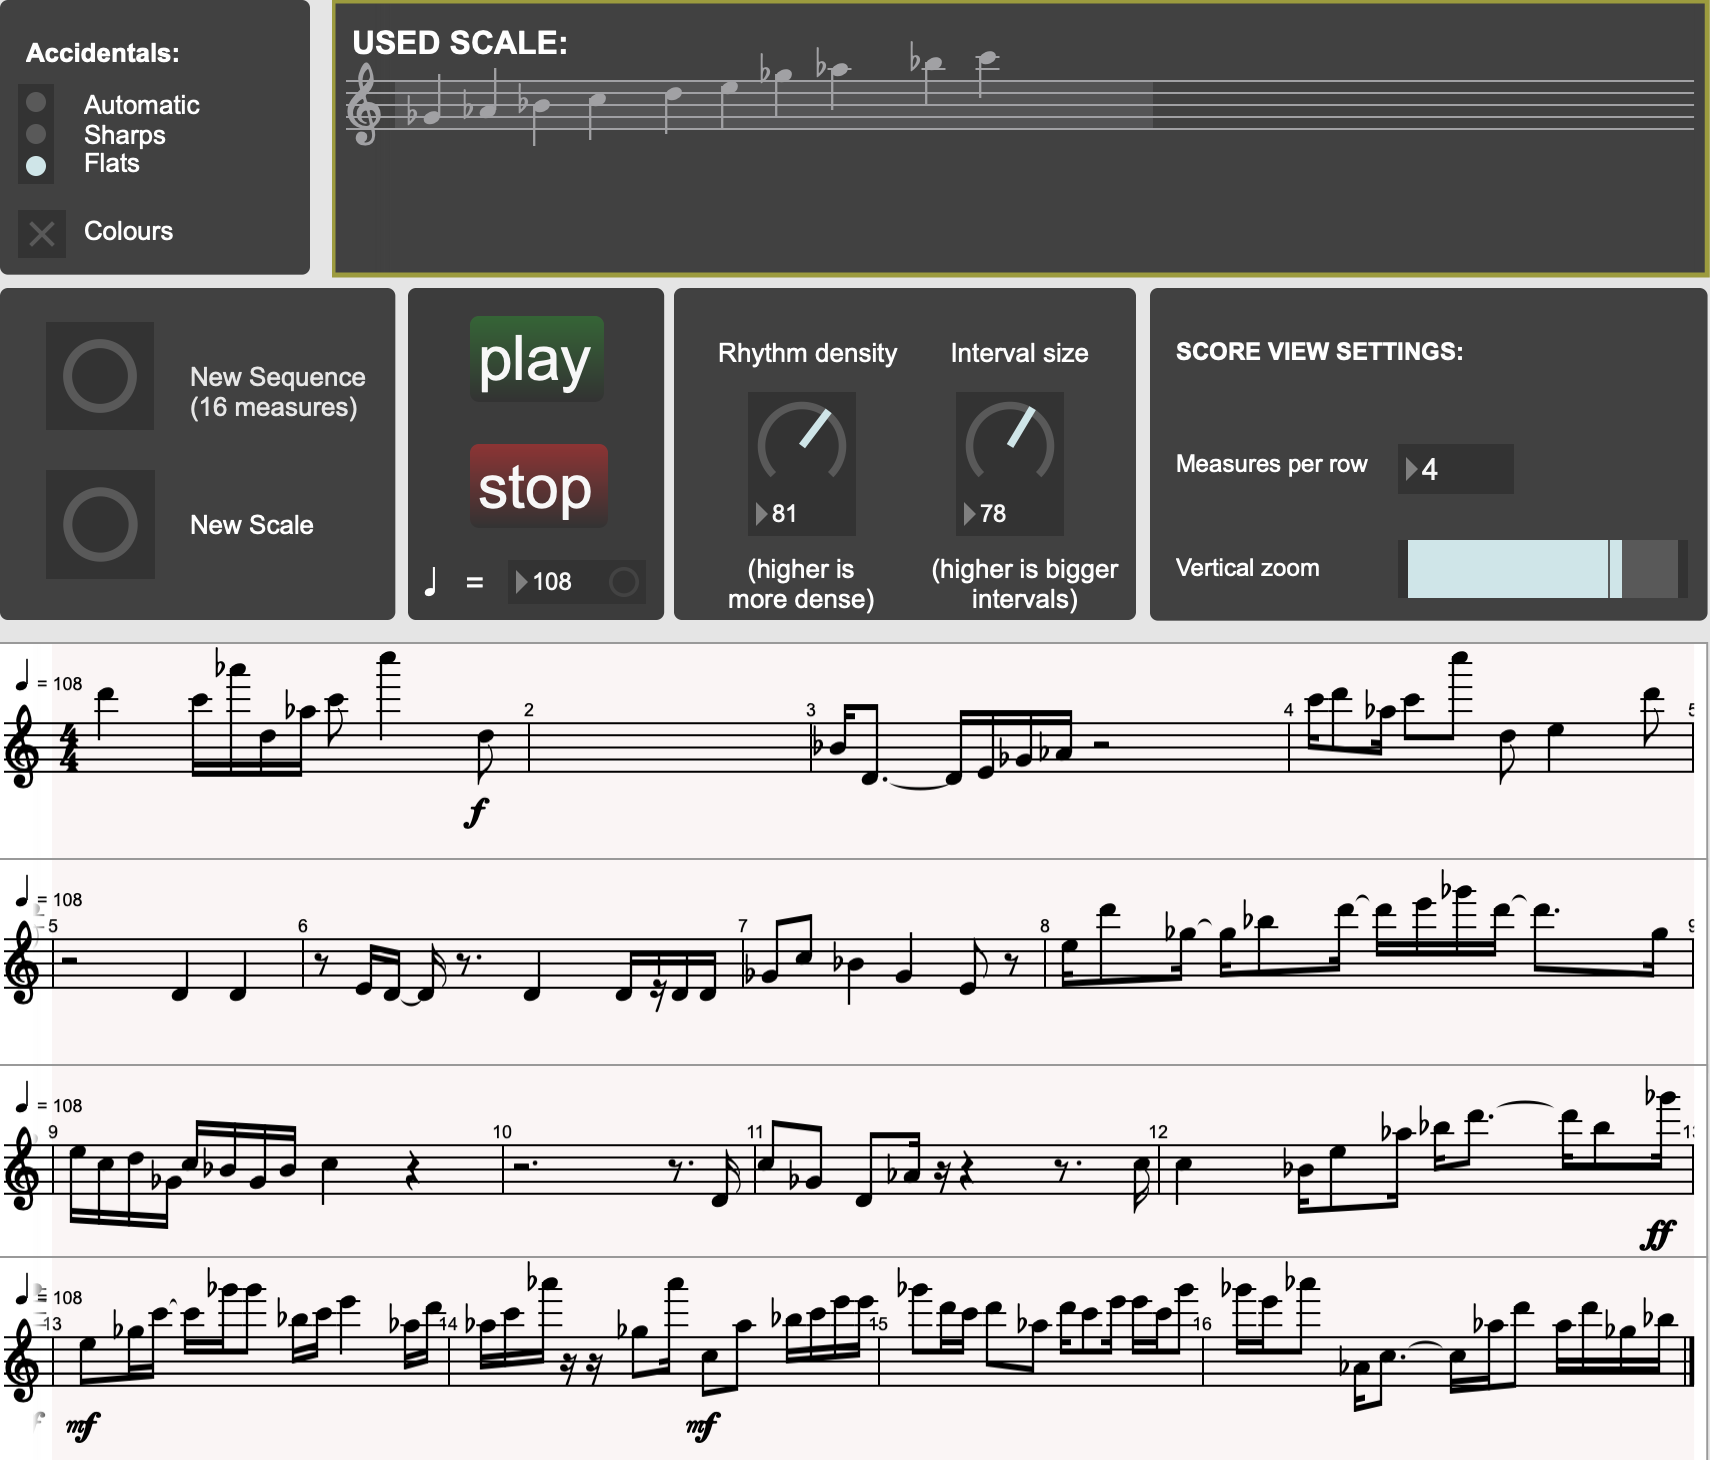 Accidentals:
Automatic
Sharps
Flats
Colours
USED SCALE:
New Sequence
(16 measures)
New Scale
play
stop
= 108
Rhythm density
81
(higher is
more dense)
Interval size
78
(higher is bigger
intervals)
SCORE VIEW SETTINGS:
Measures per row
4
Vertical zoom
= 108
2 3 4 5
4
4
f
= 108
5 6 7 8 9
= 108
9 10 11 12
ff
= 108
13 14 15 16
mf mf